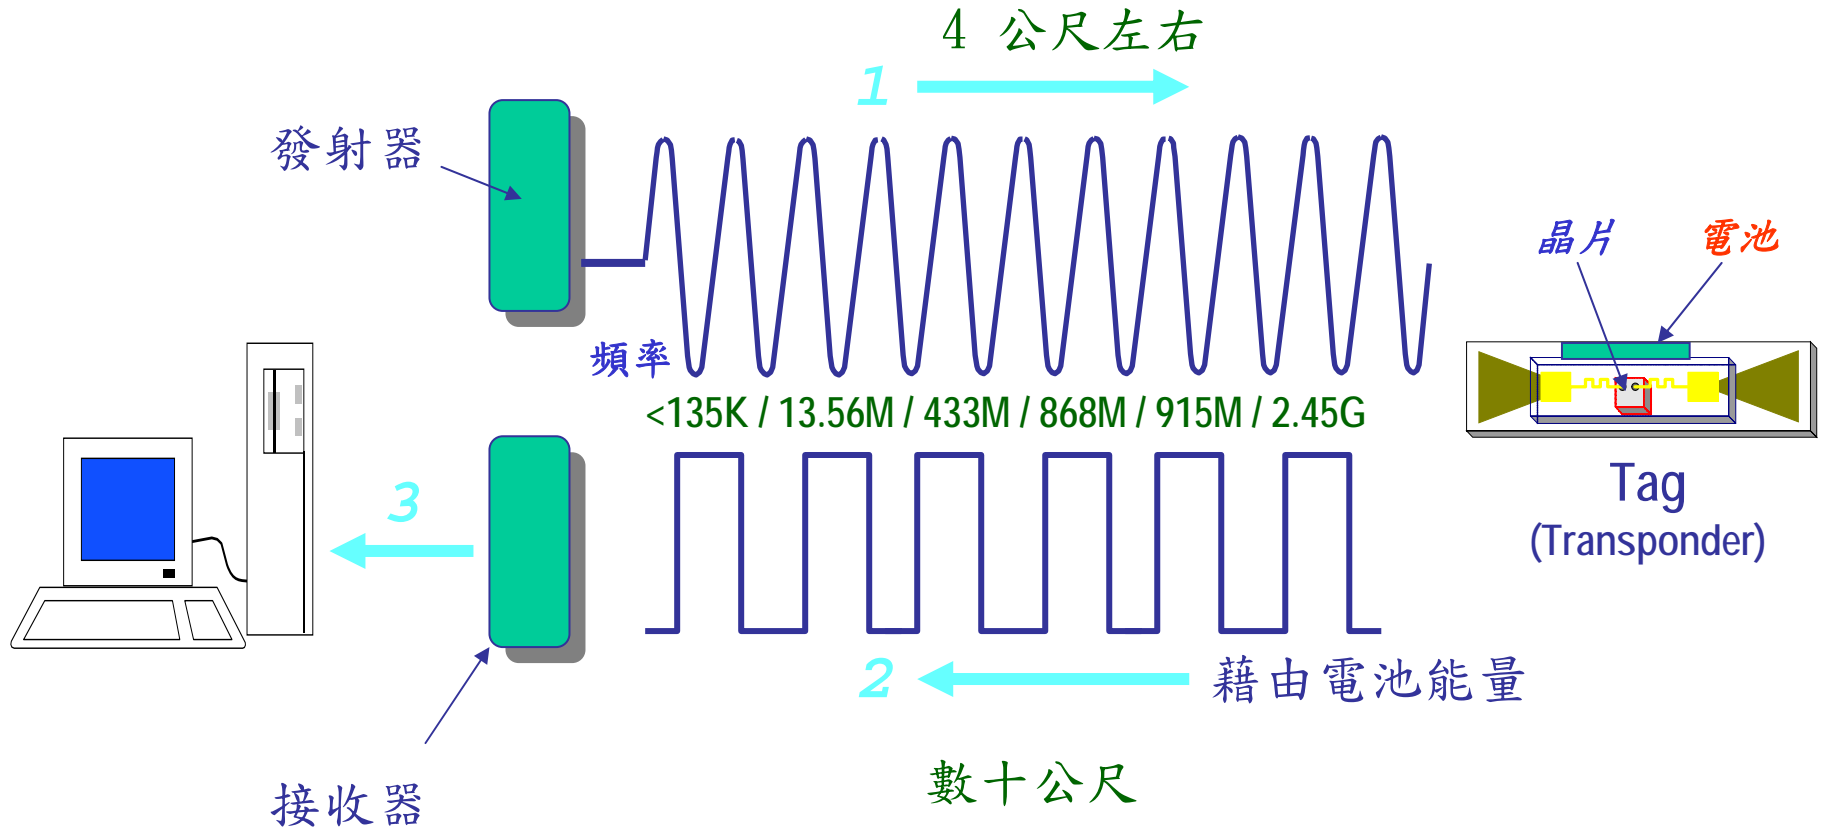 4 公尺左右
1
發射器
晶片
電池
頻率
<135K / 13.56M / 433M / 868M / 915M / 2.45G
Tag
(Transponder)
3
2
藉由電池能量
數十公尺
接收器